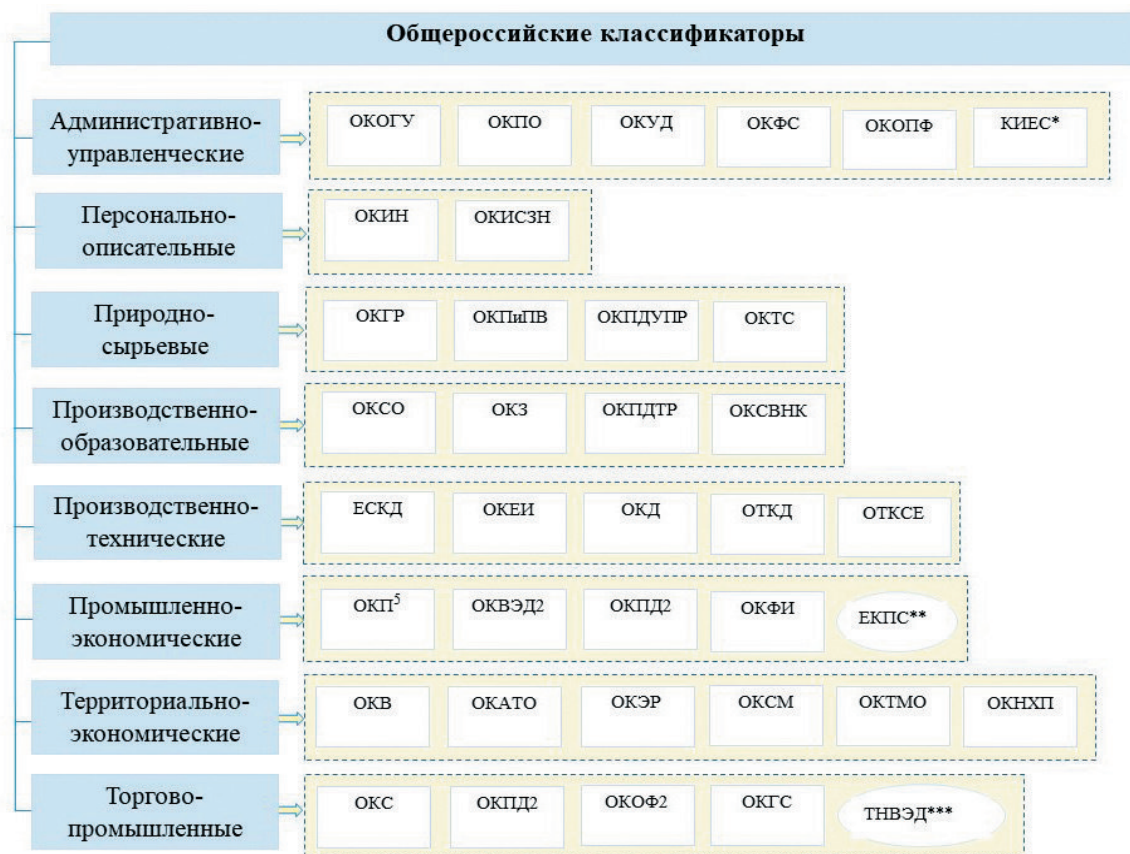 Общероссийские классификаторы
Административно-
управленческие
ОКОГУ ОКПО ОКУД ОКФС ОКОПФ КИЕС*
Персонально-
описательные
ОКИН ОКИСЗН
Природно-
сырьевые
ОКГР ОКПиПВ ОКПДУПР ОКТС
Производственно-
образовательные
ОКСО ОКЗ ОКПДТР ОКСВНК
Производственно-
технические
ЕСКД ОКЕИ ОКД ОТКД ОТКСЕ
Промышленно-
экономические
ОКП⁵ ОКВЭД2 ОКПД2 ОКФИ ЕКПС**
Территориально-
экономические
ОКВ ОКАТО ОКЭР ОКСМ ОКТМО ОКНХП
Торгово-
промышленные
ОКС ОКПД2 ОКОФ2 ОКГС ТНВЭД***